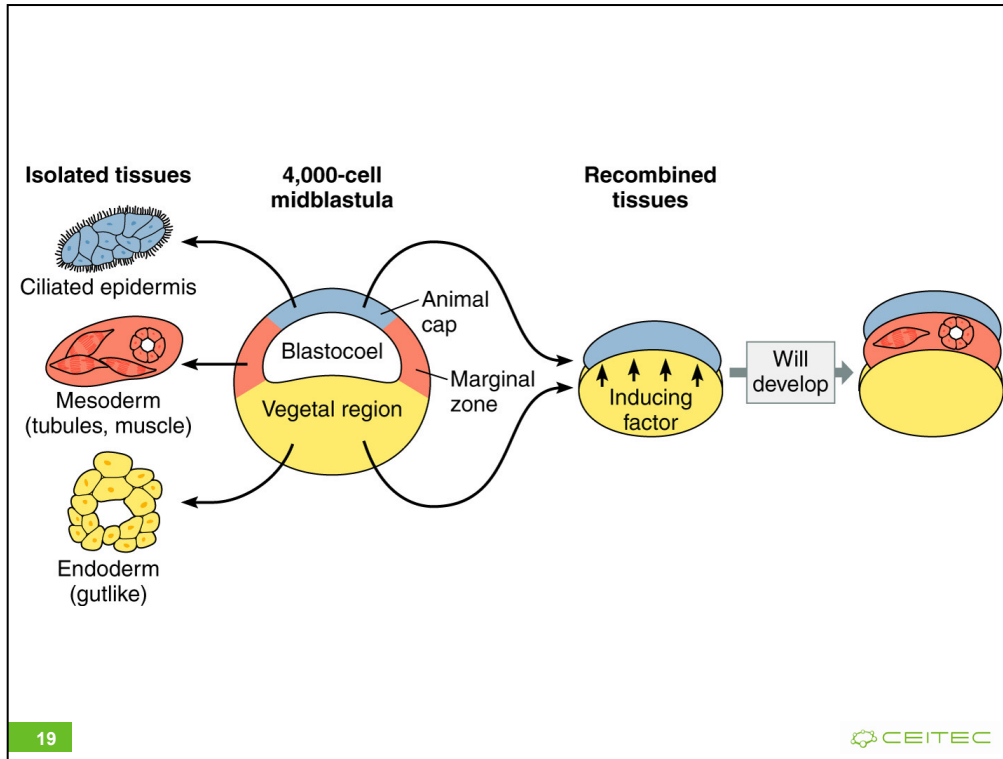 Isolated tissues
4,000-cell
midblastula
Recombined
tissues
Ciliated epidermis
Mesoderm
(tubules, muscle)
Endoderm
(gutlike)
Blastocoel
Vegetal region
Animal
cap
Marginal
zone
Inducing
factor
Will
develop
19
CEITEC